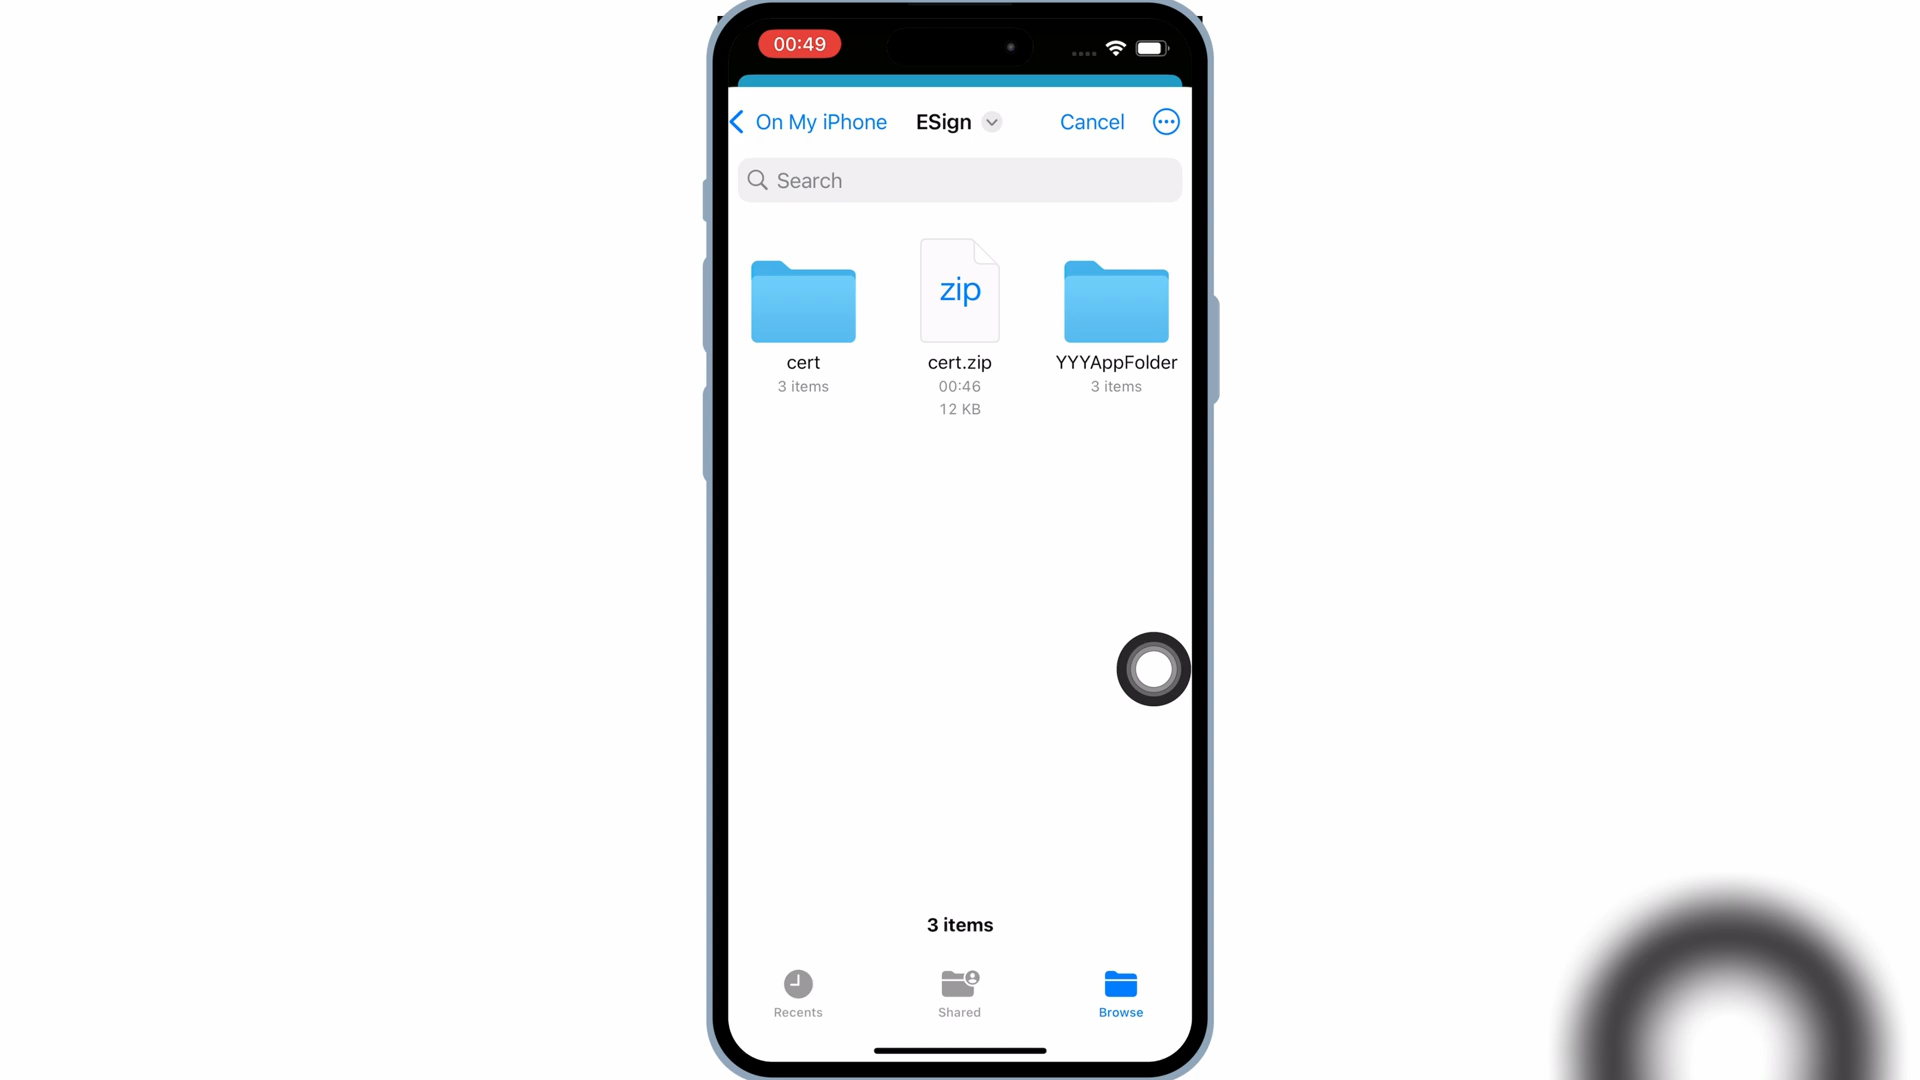 00:49
On My iPhone ESign Cancel
Search
zip
cert cert.zip YYYAppFolder
3 items 00:46 3 items
12 KB
3 items
Recents Shared Browse